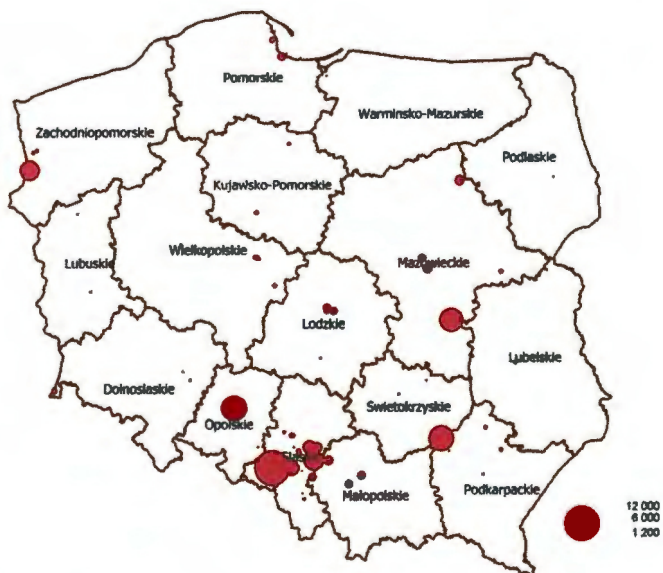 Pomorskie
Warminsko-Mazurskie
Zachodniopomorskie
Podlaskie
Kujawsko-Pomorskie
Wielkopolskie
Mazowieckie
Lubuskie
Lodzkie
Lubelskie
Dolnoslaskie
Swietokrzyskie
Opolskie
Slaskie
Podkarpackie
Malopolskie
12 000
6 000
1 200